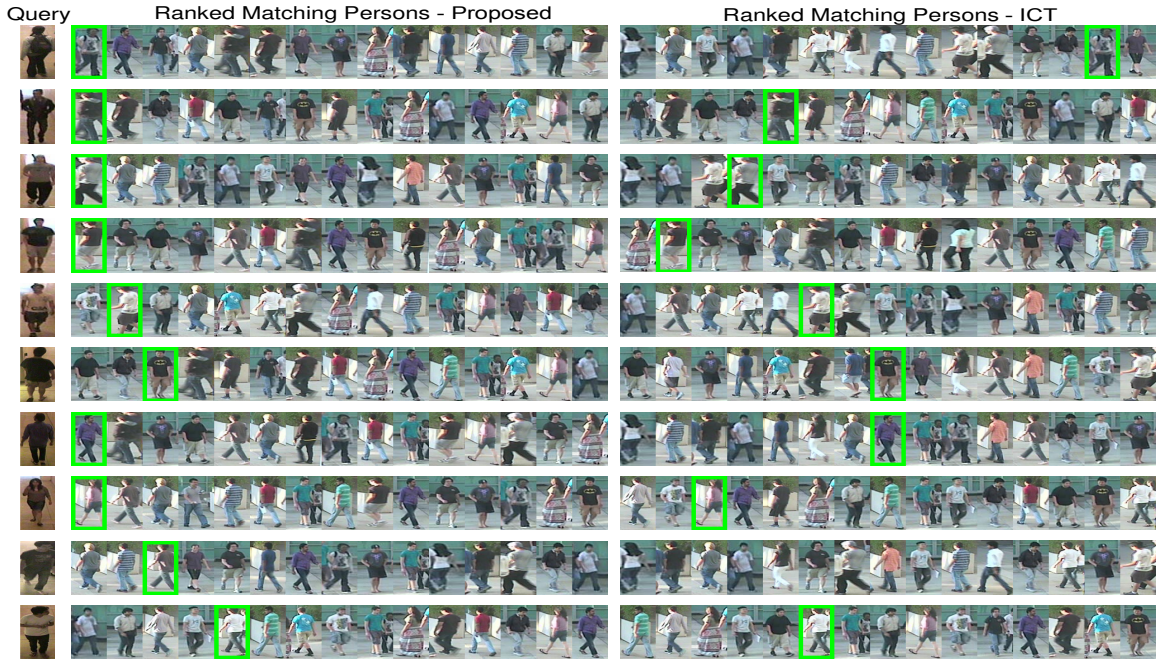 Query
Ranked Matching Persons - Proposed
Ranked Matching Persons - ICT